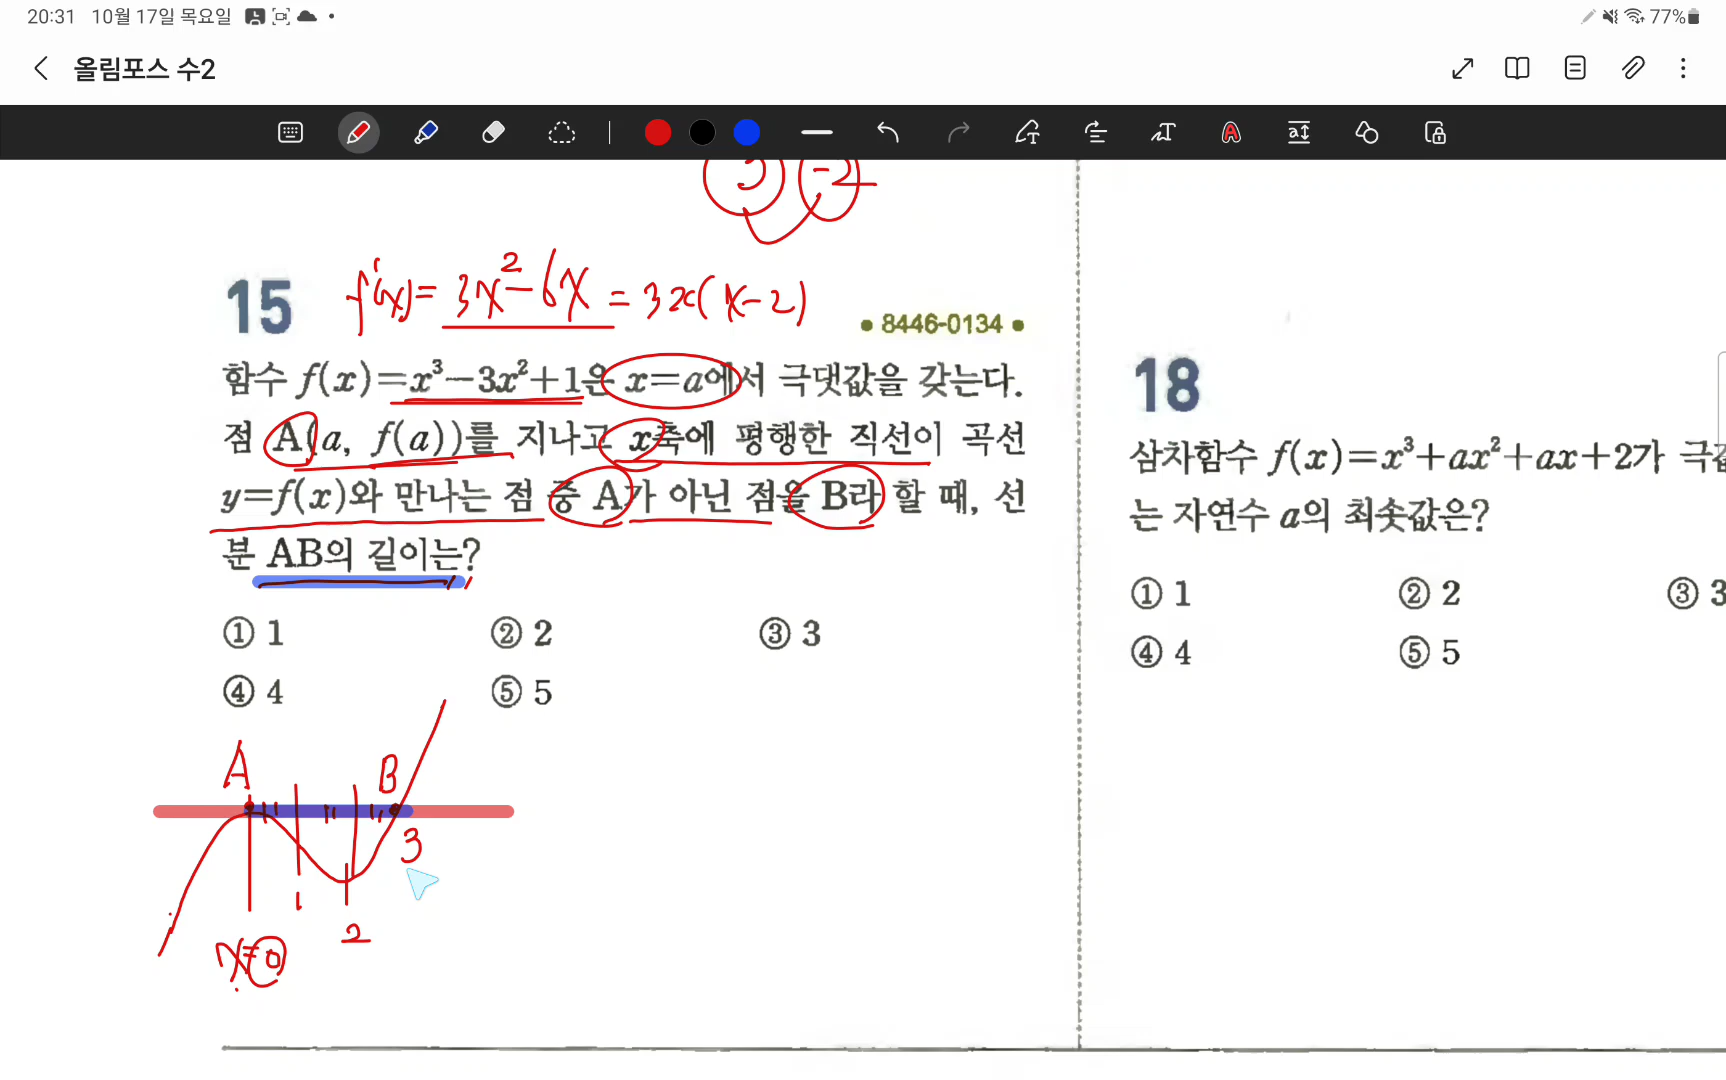 20:31 10월 17일 목요일
77%
올림포스 수2
3 -2
15
f'(x)= 3x²-6x = 3x(x-2)
• 8446-0134 •
함수 f(x)=x³-3x²+1은 x=a에서 극댓값을 갖는다.
점 A(a, f(a))를 지나고 x축에 평행한 직선이 곡선
y=f(x)와 만나는 점 중 A가 아닌 점을 B라 할 때, 선
분 AB의 길이는?
① 1 ② 2 ③ 3
④ 4 ⑤ 5
A B
3
1
2
x=0
18
삼차함수 f(x)=x³+ax²+ax+2가
는 자연수 a의 최솟값은?
① 1 ② 2 ③ 3
④ 4 ⑤ 5